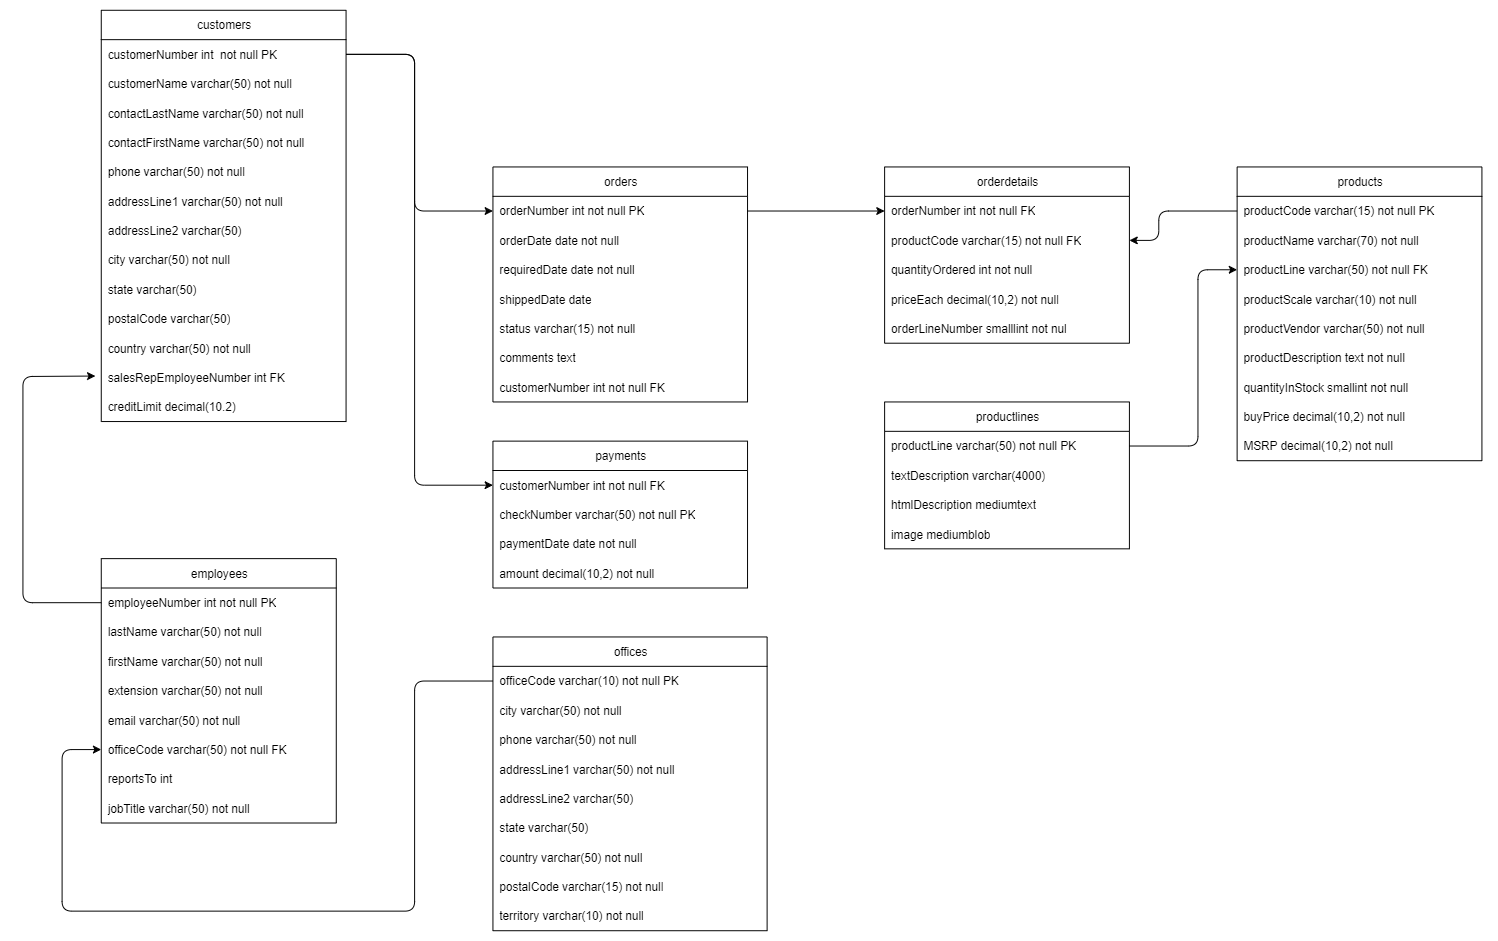 customers
customerNumber int  not null PK
customerName varchar(50) not null
contactLastName varchar(50) not null
contactFirstName varchar(50) not null
phone varchar(50) not null
addressLine1 varchar(50) not null
addressLine2 varchar(50)
city varchar(50) not null
state varchar(50)
postalCode varchar(50)
country varchar(50) not null
salesRepEmployeeNumber int FK
creditLimit decimal(10.2)
orders
orderNumber int not null PK
orderDate date not null
requiredDate date not null
shippedDate date
status varchar(15) not null
comments text
customerNumber int not null FK
orderdetails
orderNumber int not null FK
productCode varchar(15) not null FK
quantityOrdered int not null
priceEach decimal(10,2) not null
orderLineNumber smalllint not nul
products
productCode varchar(15) not null PK
productName varchar(70) not null
productLine varchar(50) not null FK
productScale varchar(10) not null
productVendor varchar(50) not null
productDescription text not null
quantityInStock smallint not null
buyPrice decimal(10,2) not null
MSRP decimal(10,2) not null
productlines
productLine varchar(50) not null PK
textDescription varchar(4000)
htmlDescription mediumtext
image mediumblob
payments
customerNumber int not null FK
checkNumber varchar(50) not null PK
paymentDate date not null
amount decimal(10,2) not null
employees
employeeNumber int not null PK
lastName varchar(50) not null
firstName varchar(50) not null
extension varchar(50) not null
email varchar(50) not null
officeCode varchar(50) not null FK
reportsTo int
jobTitle varchar(50) not null
offices
officeCode varchar(10) not null PK
city varchar(50) not null
phone varchar(50) not null
addressLine1 varchar(50) not null
addressLine2 varchar(50)
state varchar(50)
country varchar(50) not null
postalCode varchar(15) not null
territory varchar(10) not null